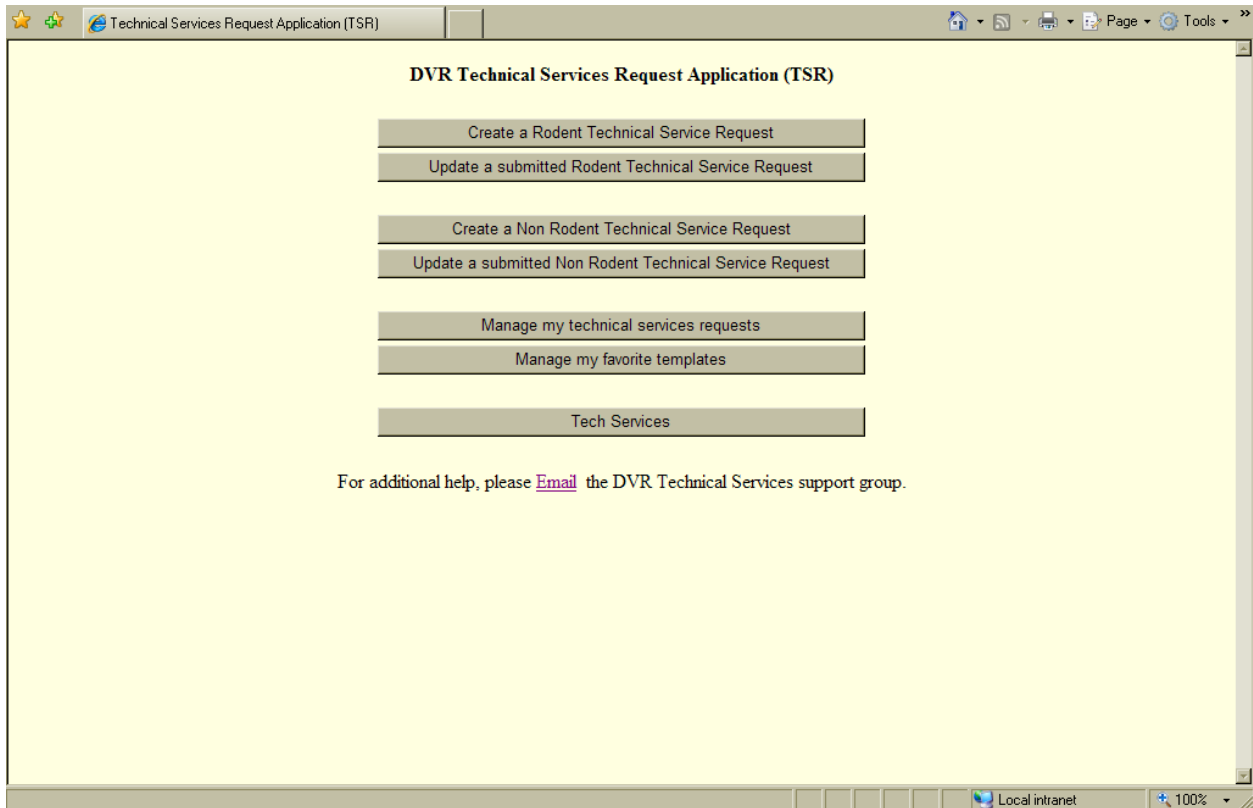 Technical Services Request Application (TSR)
Page
Tools
»
DVR Technical Services Request Application (TSR)
Create a Rodent Technical Service Request
Update a submitted Rodent Technical Service Request
Create a Non Rodent Technical Service Request
Update a submitted Non Rodent Technical Service Request
Manage my technical services requests
Manage my favorite templates
Tech Services
For additional help, please Email the DVR Technical Services support group.
Local intranet
100%